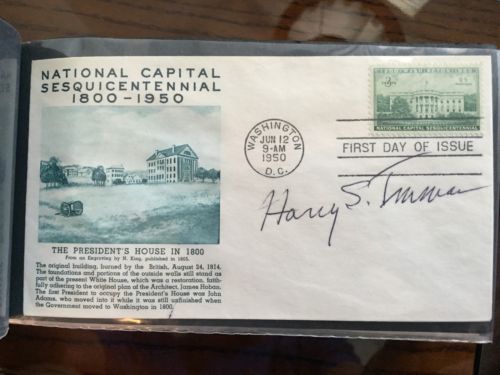 NATIONAL CAPITAL
SESQUICENTENNIAL
1800-1950
THE PRESIDENT'S HOUSE IN 1800
From an Engraving by N. King, published in 1805.
The original building, burned by the British, August 24, 1814.
The foundations and portions of the outside walls still stand as
part of the present White House, which was a restoration, faith-
fully adhering to the original plan of the Architect, James Hoban.
The first President to occupy the President's House was John
Adams, who moved into it while it was still unfinished when
the Government moved to Washington in 1800.
WASHINGTON
JUN 12
9-AM
1950
D.C.
NATIONAL CAPITAL SESQUICENTENNIAL
FIRST DAY OF ISSUE
Harry S. Truman